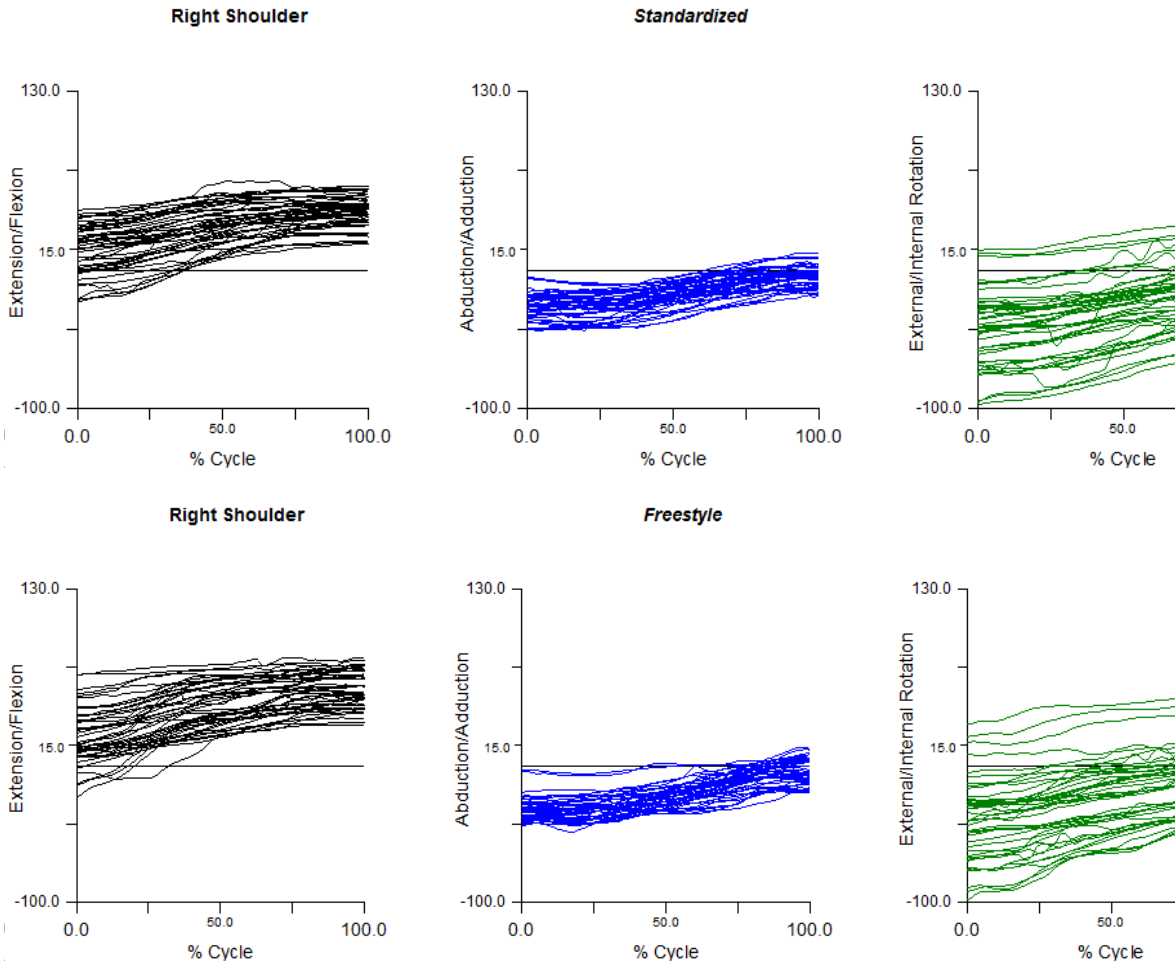 Right Shoulder
Standardized
130.0
130.0
130.0
Extension/Flexion
Abduction/Adduction
External/Internal Rotation
15.0
15.0
15.0
-100.0
-100.0
-100.0
0.0
50.0
100.0
0.0
50.0
100.0
0.0
50.0
% Cycle
% Cycle
% Cycle
Right Shoulder
Freestyle
130.0
130.0
130.0
Extension/Flexion
Abduction/Adduction
External/Internal Rotation
15.0
15.0
15.0
-100.0
-100.0
-100.0
0.0
50.0
100.0
0.0
50.0
100.0
0.0
50.0
% Cycle
% Cycle
% Cycle